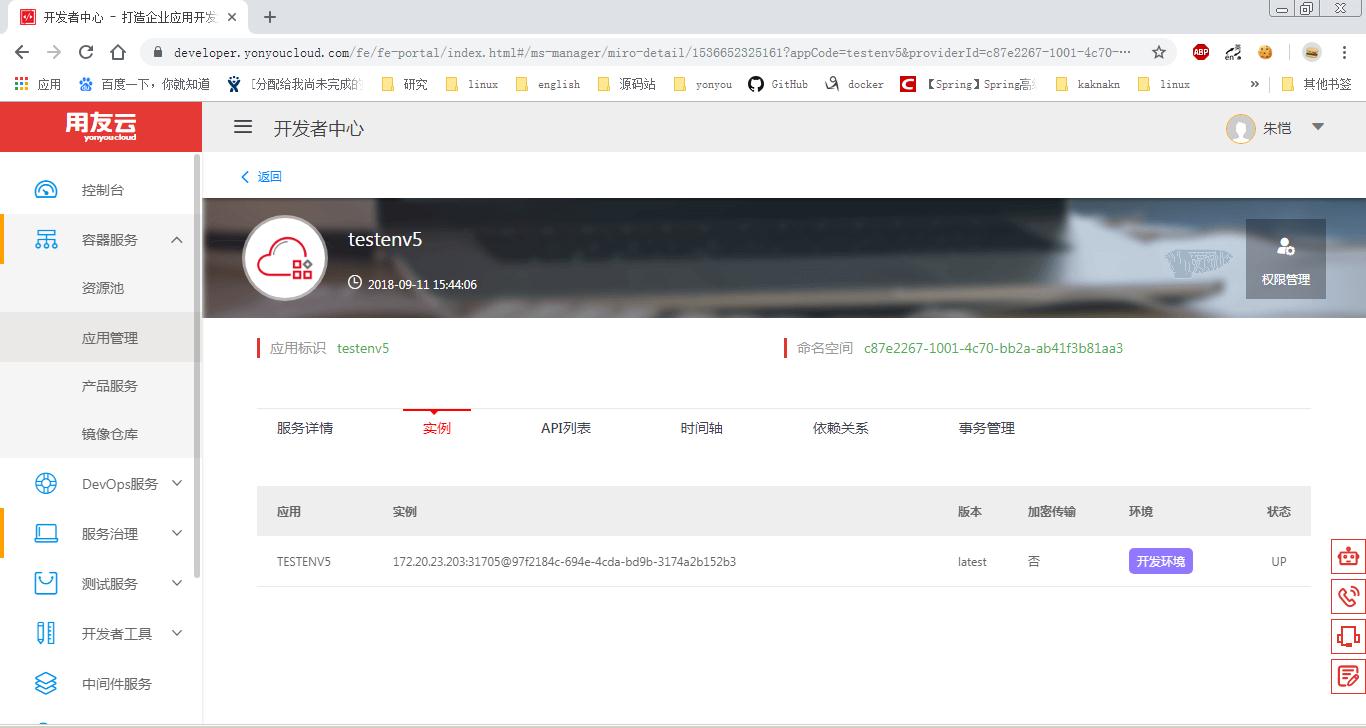 开发者中心 - 打造企业应用开发
developer.yonyoucloud.com/fe/fe-portal/index.html#/ms-manager/miro-detail/1536652325161?appCode=testenv5&providerId=c87e2267-1001-4c70-···
ABP
en
应用 百度一下，你就知道 [分配给我尚未完成的 研究 linux english 源码站 yonyou GitHub docker 【Spring】Spring高 kaknakn linux » 其他书签
用友云
yonyoucloud
开发者中心
朱恺
返回
控制台
容器服务
资源池
应用管理
产品服务
镜像仓库
DevOps服务
服务治理
测试服务
开发者工具
中间件服务
testenv5
2018-09-11 15:44:06
权限管理
应用标识 testenv5
命名空间 c87e2267-1001-4c70-bb2a-ab41f3b81aa3
服务详情 实例 API列表 时间轴 依赖关系 事务管理
应用 实例 版本 加密传输 环境 状态
TESTENV5 172.20.23.203:31705@97f2184c-694e-4cda-bd9b-3174a2b152b3 latest 否 开发环境 UP